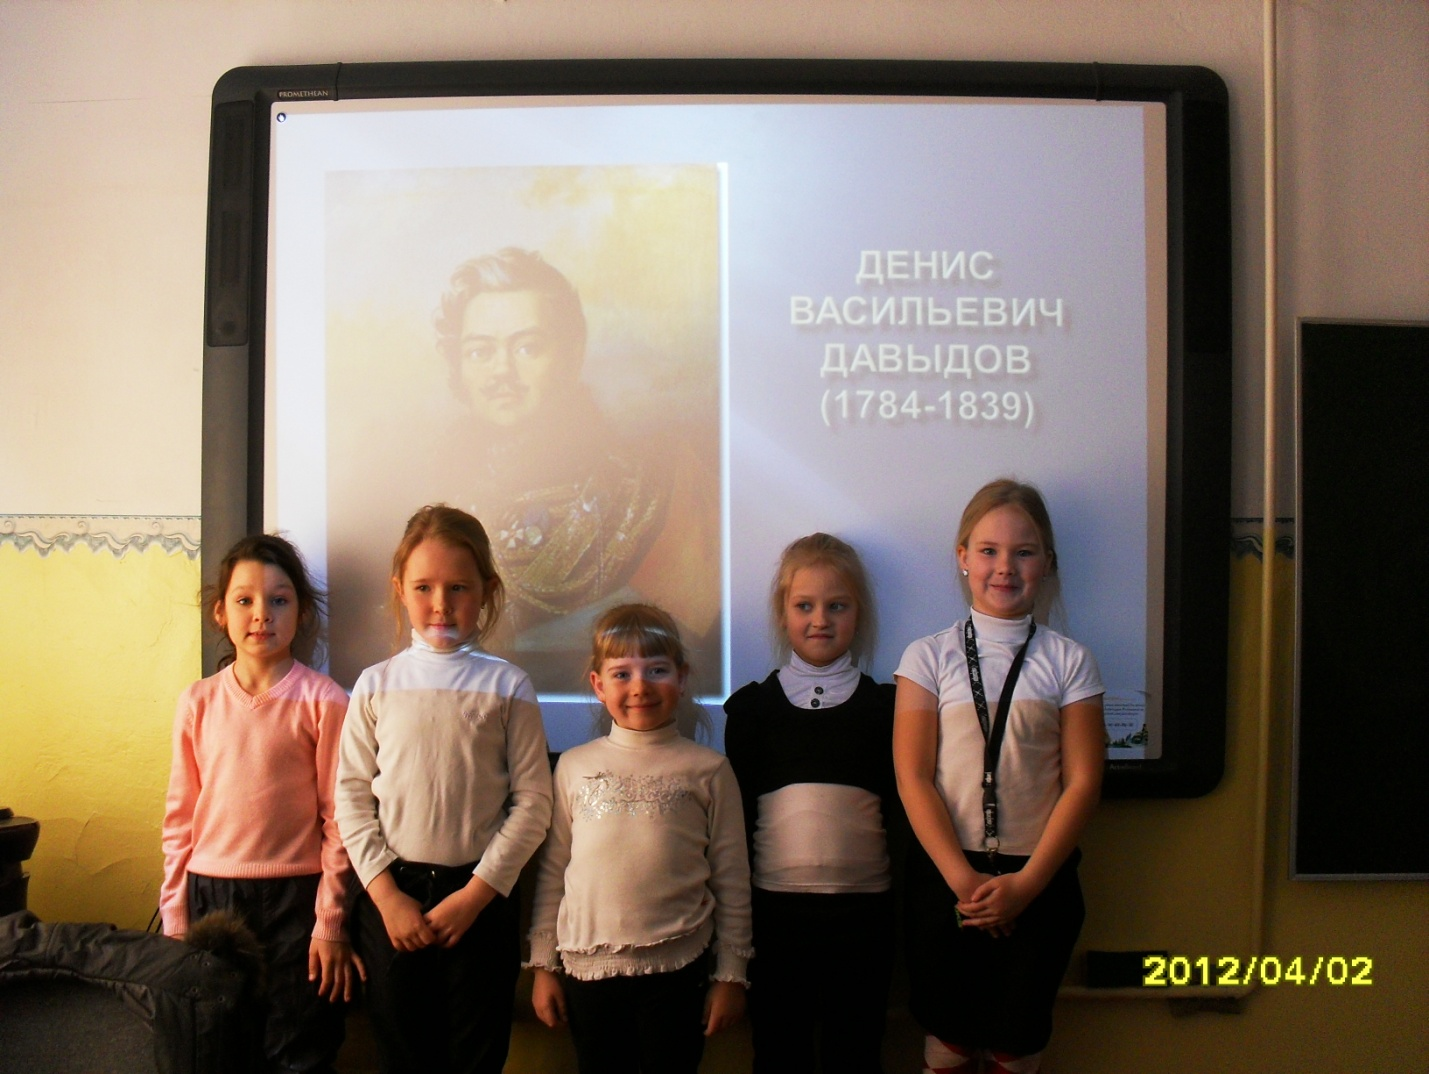 PROMETHEAN
ДЕНИС
ВАСИЛЬЕВИЧ
ДАВЫДОВ
(1784-1839)
2012/04/02